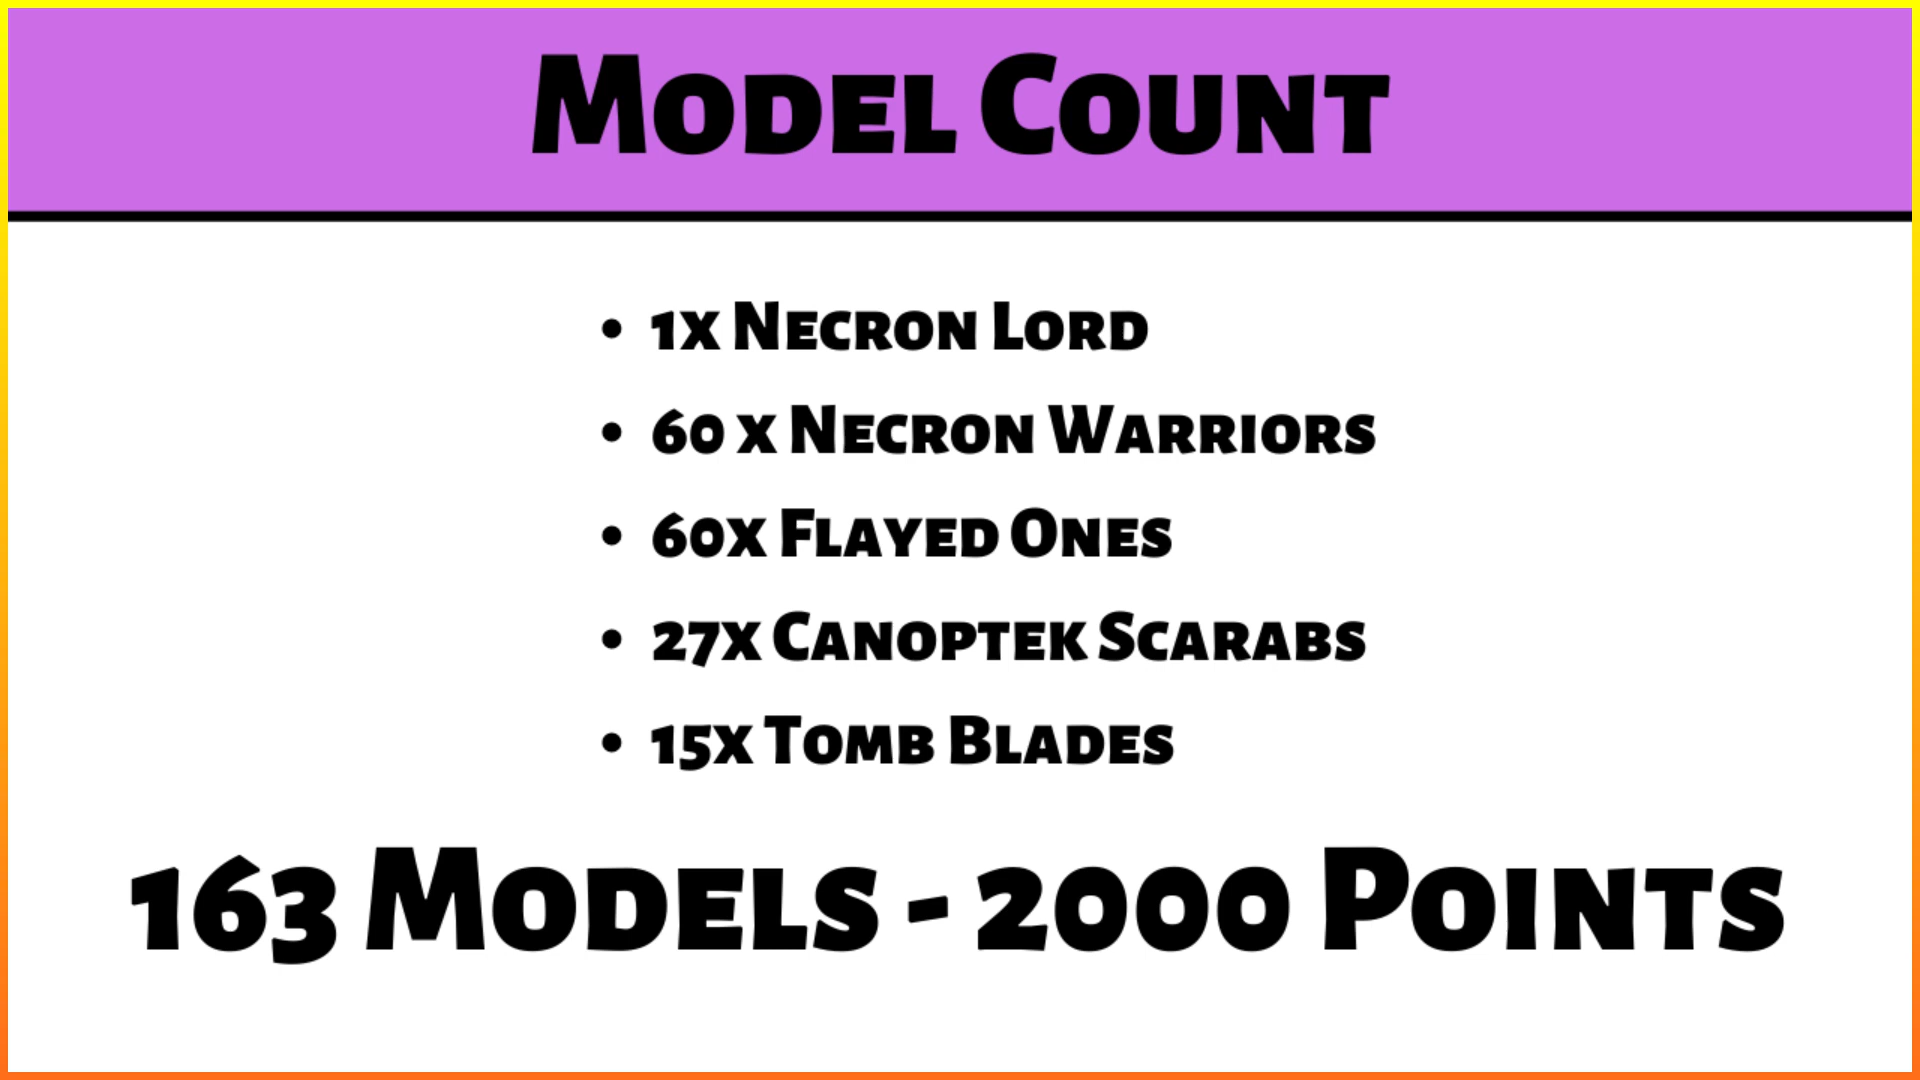 Model Count
• 1x Necron Lord
• 60 x Necron Warriors
• 60x Flayed Ones
• 27x Canoptek Scarabs
• 15x Tomb Blades
163 Models - 2000 Points